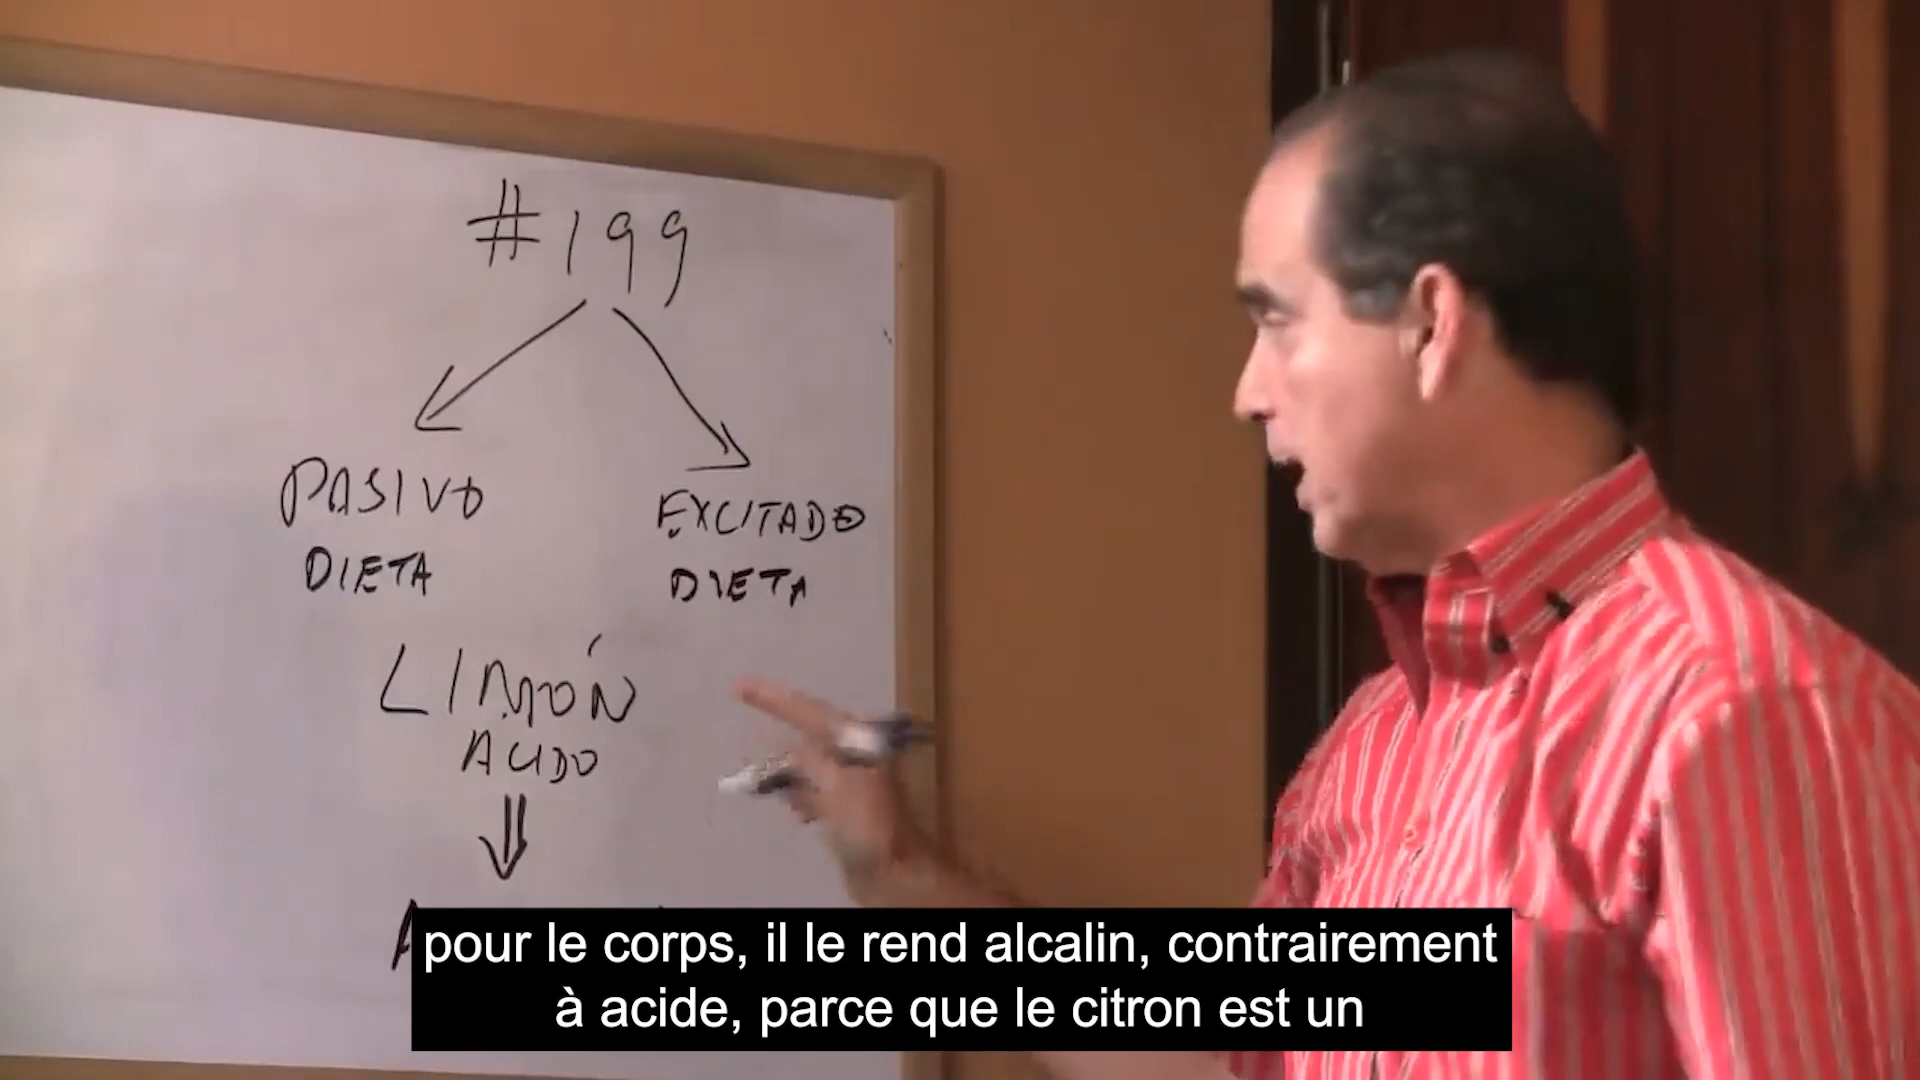 #199
PASIVO
DIETA
EXCITADO
DIETA
LIMÓN
ACIDO
pour le corps, il le rend alcalin, contrairement
à acide, parce que le citron est un